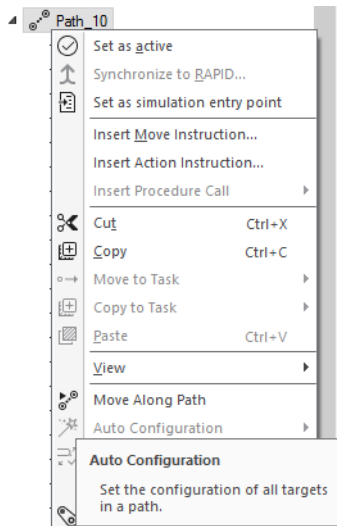 Path_10
Set as active
Synchronize to RAPID...
Set as simulation entry point
Insert Move Instruction...
Insert Action Instruction...
Insert Procedure Call
Cut Ctrl+X
Copy Ctrl+C
Move to Task
Copy to Task
Paste Ctrl+V
View
Move Along Path
Auto Configuration
Auto Configuration
Set the configuration of all targets
in a path.